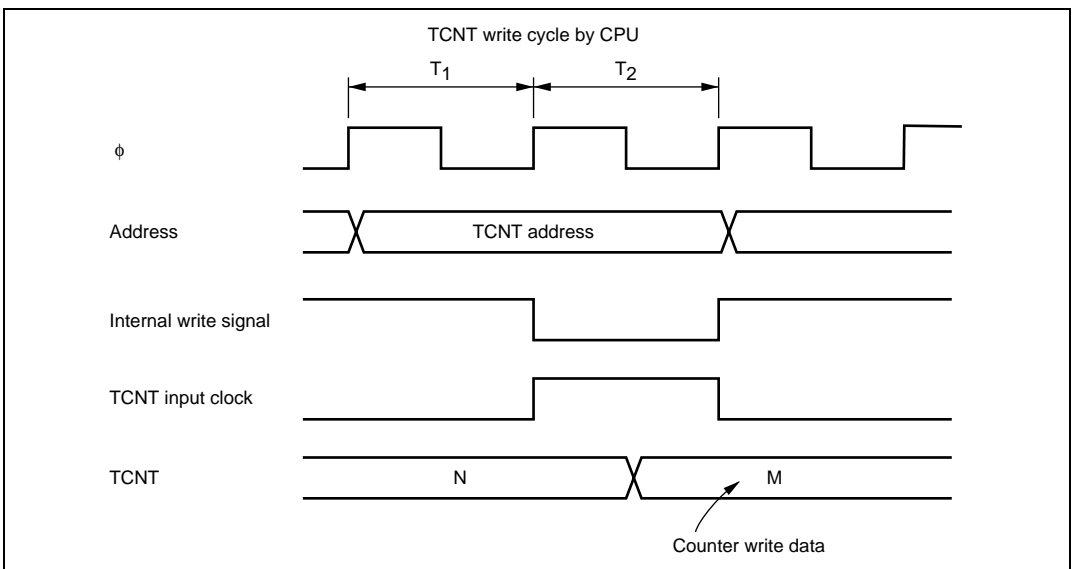 TCNT write cycle by CPU
T1 T2
ϕ
Address TCNT address
Internal write signal
TCNT input clock
TCNT N M
Counter write data